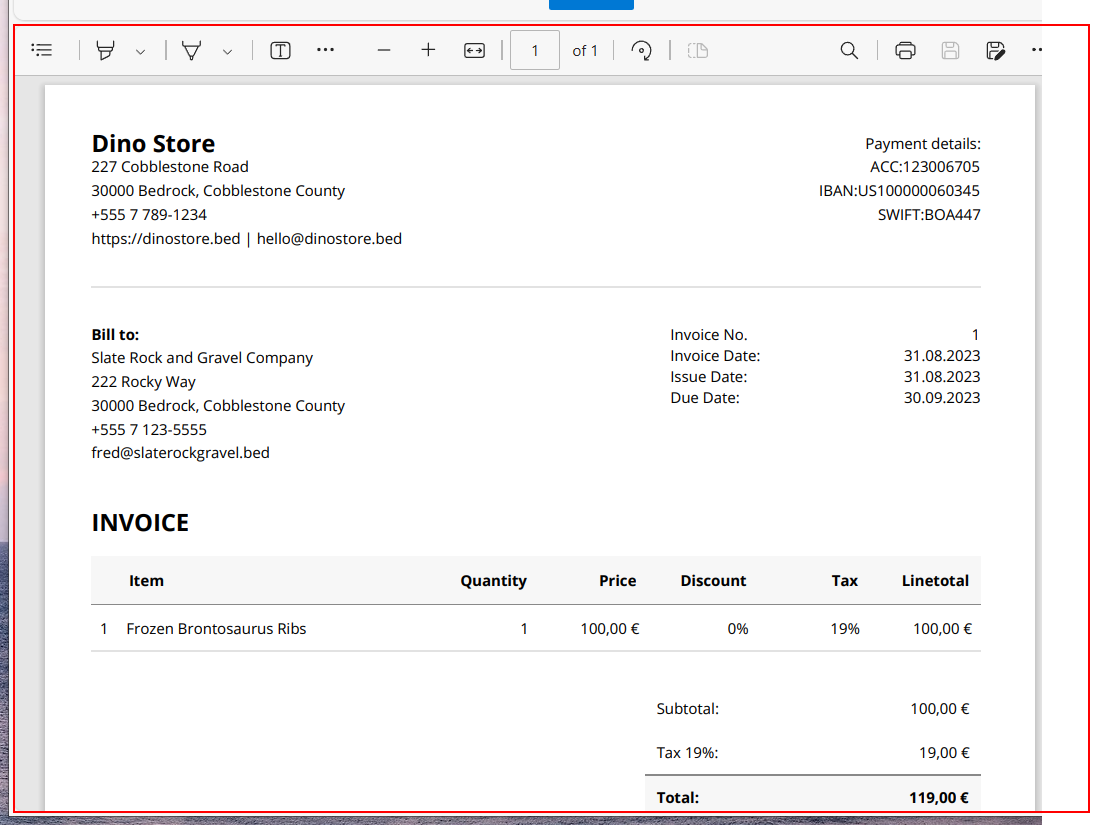 1 of 1
Dino Store
227 Cobblestone Road
30000 Bedrock, Cobblestone County
+555 7 789-1234
https://dinostore.bed | hello@dinostore.bed
Payment details:
ACC:123006705
IBAN:US100000060345
SWIFT:BOA447
Bill to:
Slate Rock and Gravel Company
222 Rocky Way
30000 Bedrock, Cobblestone County
+555 7 123-5555
fred@slaterockgravel.bed
Invoice No. 1
Invoice Date: 31.08.2023
Issue Date: 31.08.2023
Due Date: 30.09.2023
INVOICE
Item Quantity Price Discount Tax Linetotal
1 Frozen Brontosaurus Ribs 1 100,00 € 0% 19% 100,00 €
Subtotal: 100,00 €
Tax 19%: 19,00 €
Total: 119,00 €